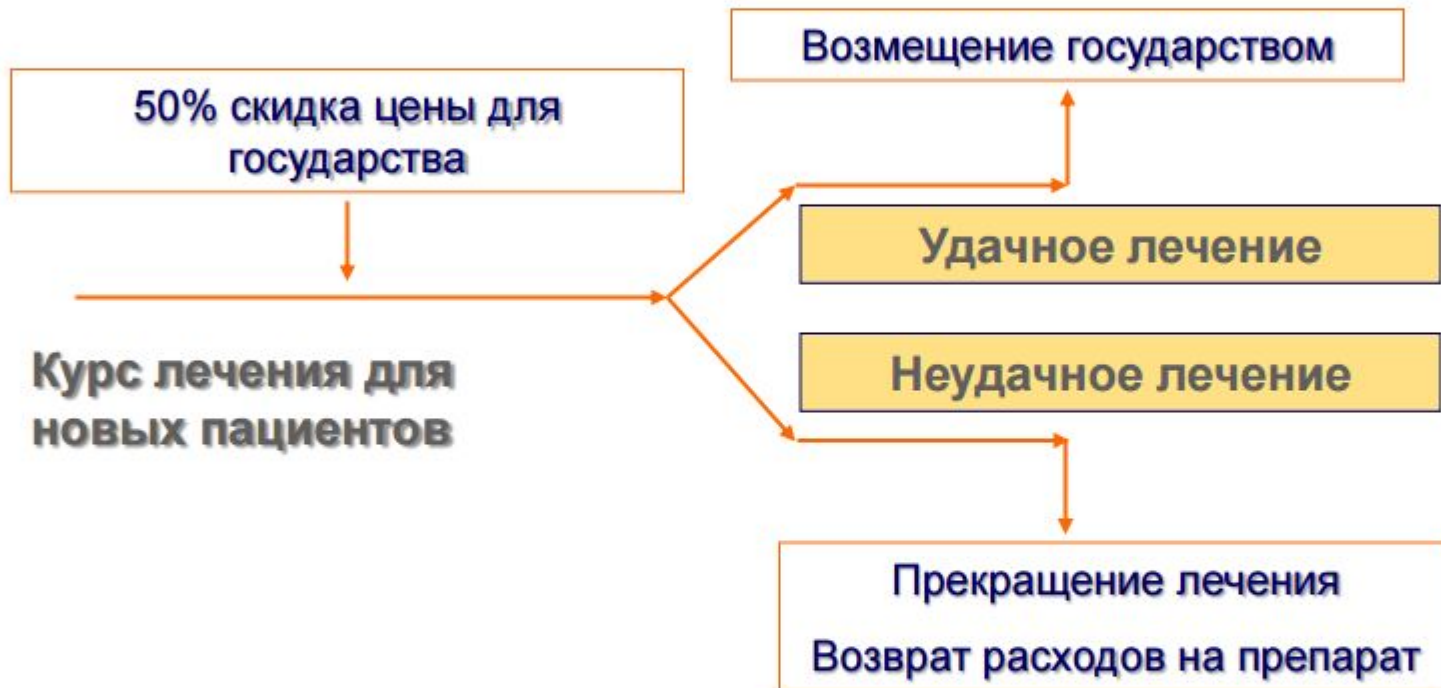 50% скидка цены для
государства
Возмещение государством
Удачное лечение
Курс лечения для
новых пациентов
Неудачное лечение
Прекращение лечения
Возврат расходов на препарат